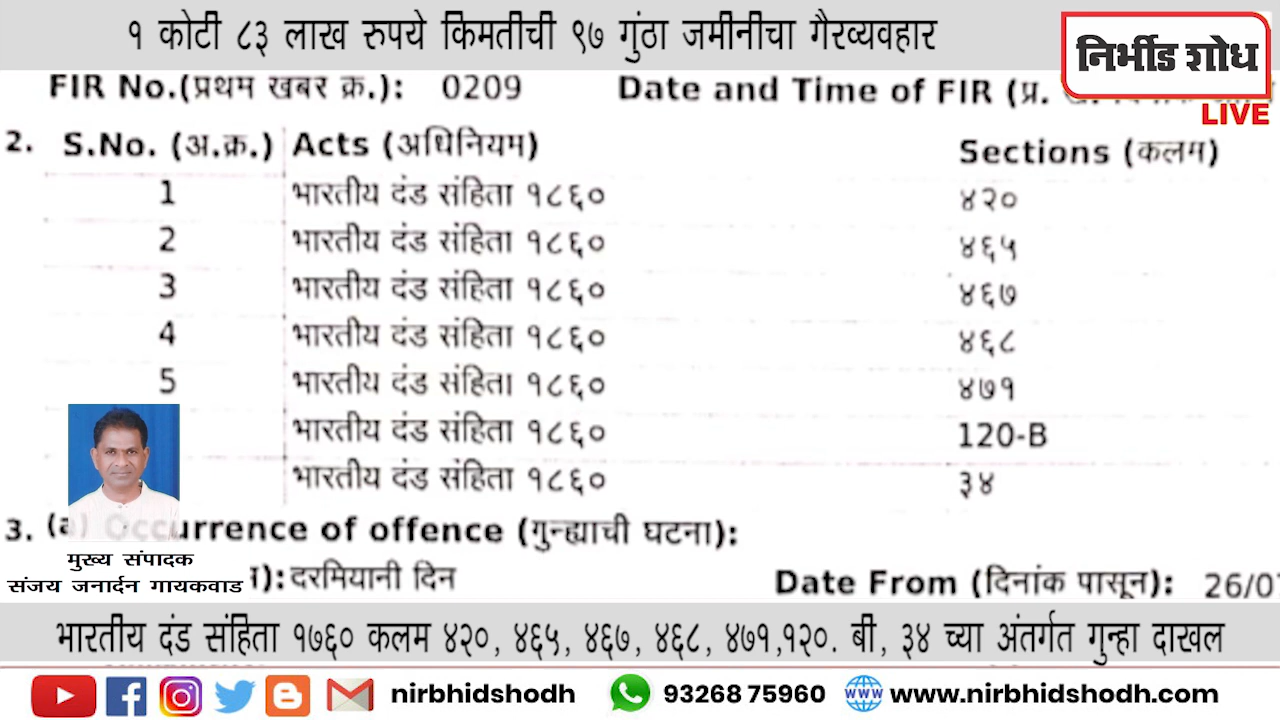 १ कोटी ८३ लाख रुपये किमतीची ९७ गुंठा जमीनीचा गैरव्यवहार
निर्भीड शोध
LIVE
FIR No.(प्रथम खबर क्र.): 0209 Date and Time of FIR (प्र.
2. S.No. (अ.क्र.) Acts (अधिनियम) Sections (कलम)
1 भारतीय दंड संहिता १८६० ४२०
2 भारतीय दंड संहिता १८६० ४६५
3 भारतीय दंड संहिता १८६० ४६७
4 भारतीय दंड संहिता १८६० ४६८
5 भारतीय दंड संहिता १८६० ४७१
भारतीय दंड संहिता १८६० 120-B
भारतीय दंड संहिता १८६० ३४
3. (a) Occurrence of offence (गुन्ह्याची घटना):
मुख्य संपादक
संजय जनार्दन गायकवाड
): दरमियानी दिन Date From (दिनांक पासून): 26/07
भारतीय दंड संहिता १७६० कलम ४२०, ४६५, ४६७, ४६८, ४७१,१२०. बी, ३४ च्या अंतर्गत गुन्हा दाखल
nirbhidshodh 93268 75960 www.nirbhidshodh.com